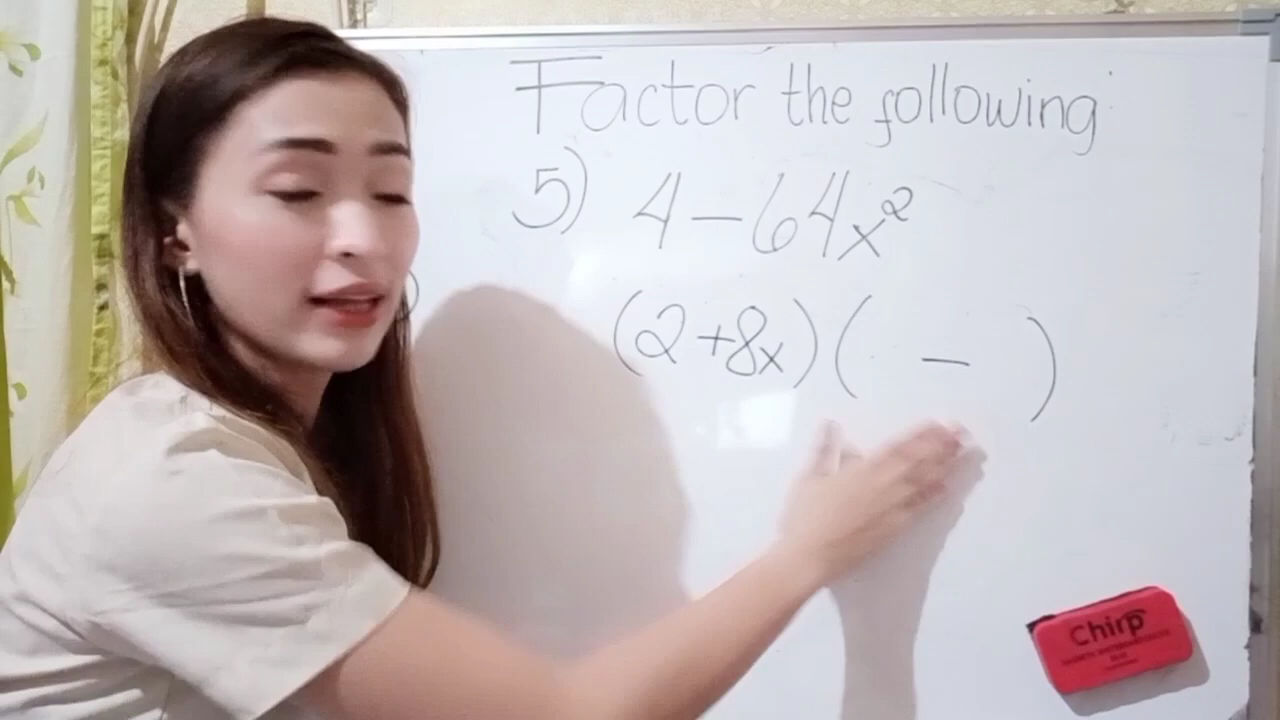 Factor the following
5) 4 - 64x²
(2 + 8x) ( - )
Chirp